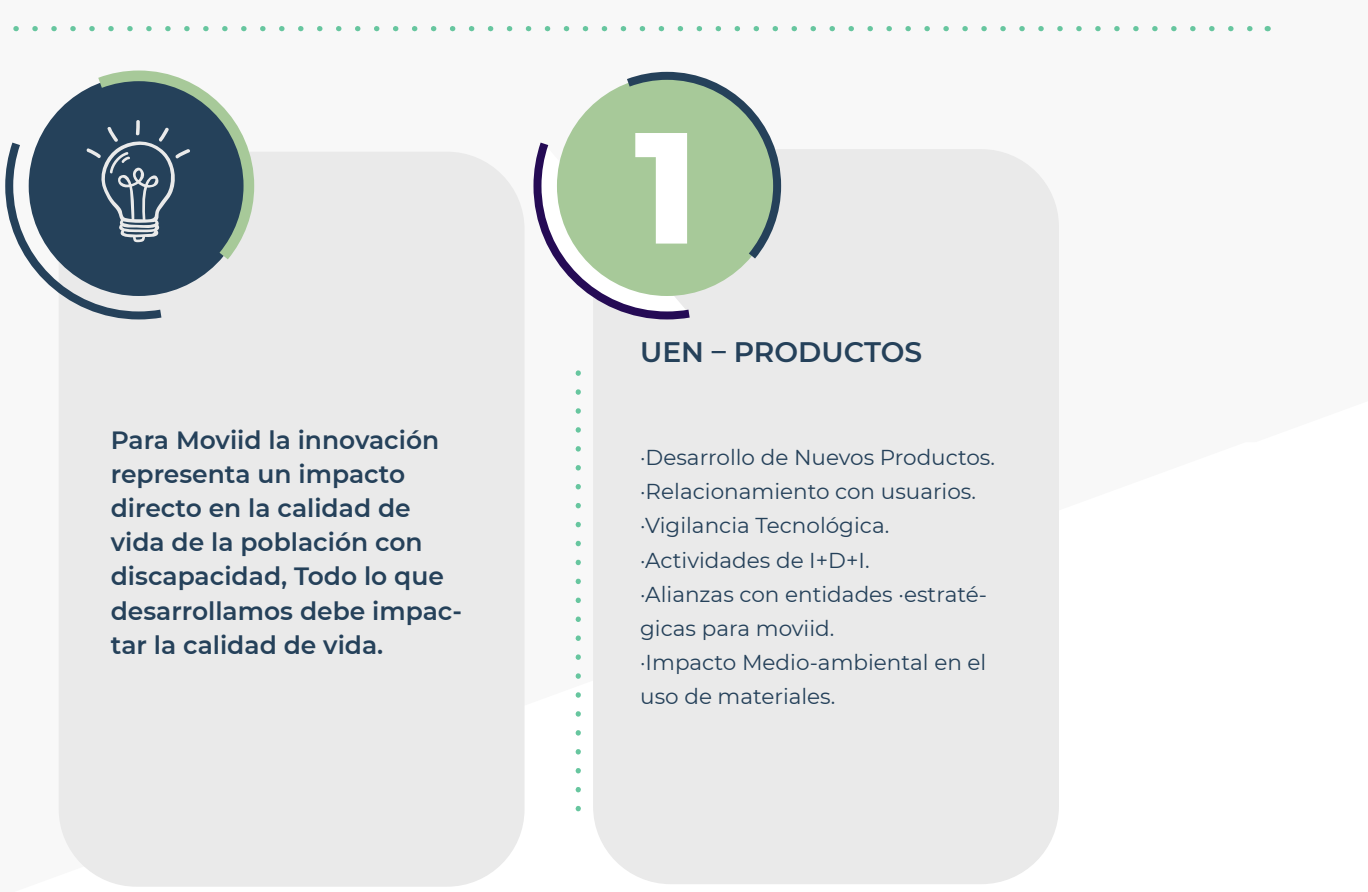 Para Moviid la innovación
representa un impacto
directo en la calidad de
vida de la población con
discapacidad, Todo lo que
desarrollamos debe impac-
tar la calidad de vida.
1
UEN – PRODUCTOS
·Desarrollo de Nuevos Productos.
·Relacionamiento con usuarios.
·Vigilancia Tecnológica.
·Actividades de I+D+I.
·Alianzas con entidades ·estraté-
gicas para moviid.
·Impacto Medio-ambiental en el
uso de materiales.